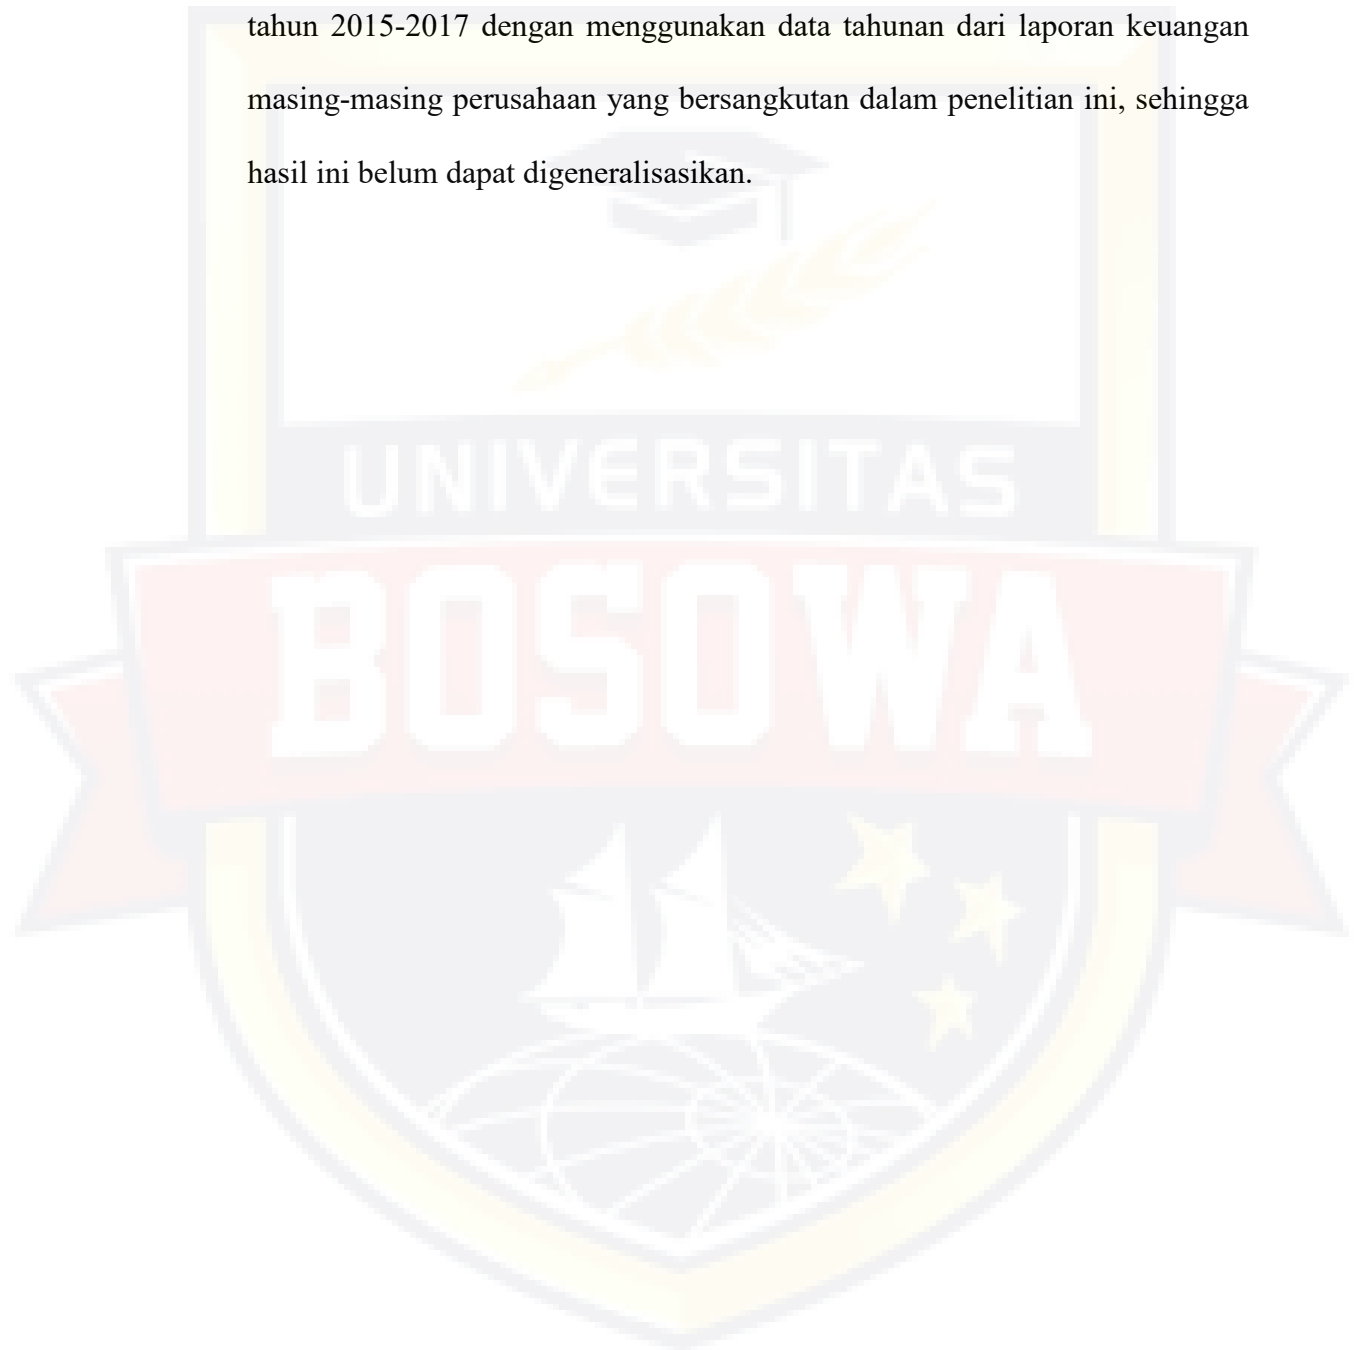 tahun 2015-2017 dengan menggunakan data tahunan dari laporan keuangan
masing-masing perusahaan yang bersangkutan dalam penelitian ini, sehingga
hasil ini belum dapat digeneralisasikan.
UNIVERSITAS
BOSOWA